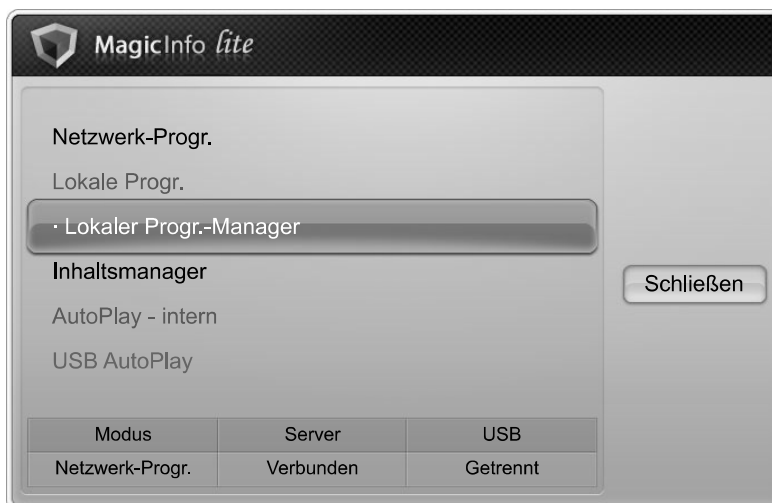 MagicInfo lite
Netzwerk-Progr.
Lokale Progr.
· Lokaler Progr.-Manager
Inhaltsmanager
AutoPlay - intern
USB AutoPlay
Schließen
Modus Server USB
Netzwerk-Progr. Verbunden Getrennt